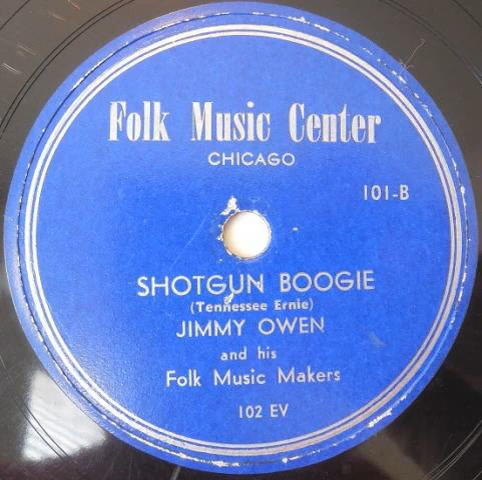 Folk Music Center
CHICAGO
101-B
SHOTGUN BOOGIE
(Tennessee Ernie)
JIMMY OWEN
and his
Folk Music Makers
102 EV